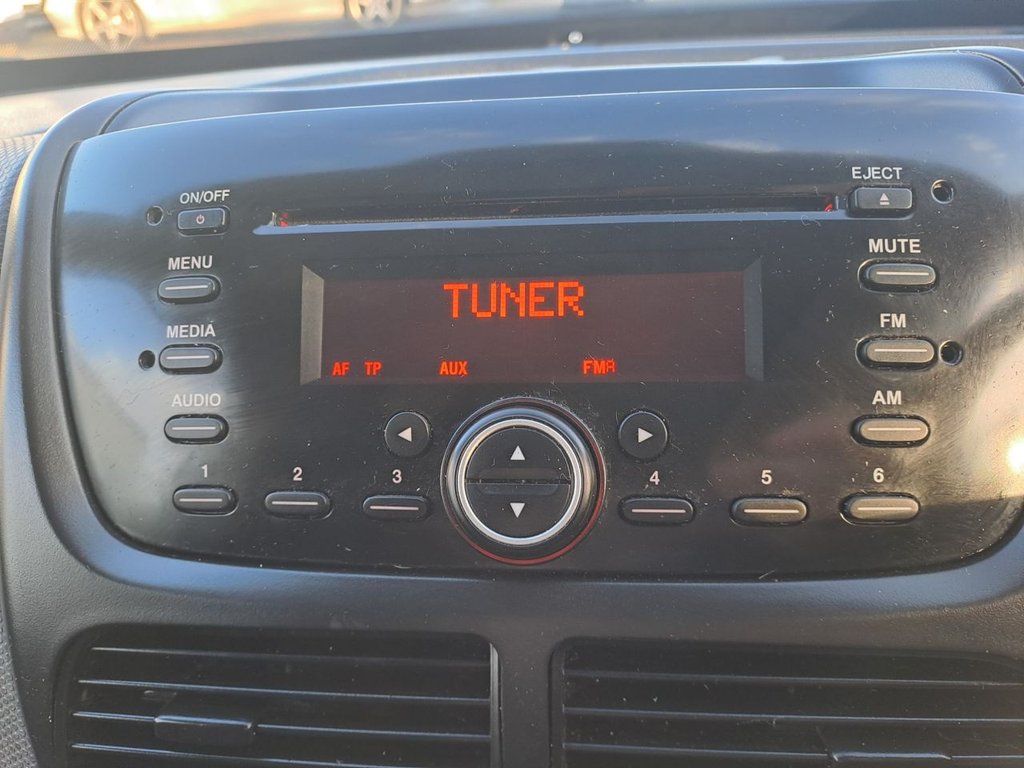 ON/OFF
EJECT
MENU
MUTE
TUNER
MEDIA
FM
AF TP AUX FMA
AUDIO
AM
1 2 3 4 5 6